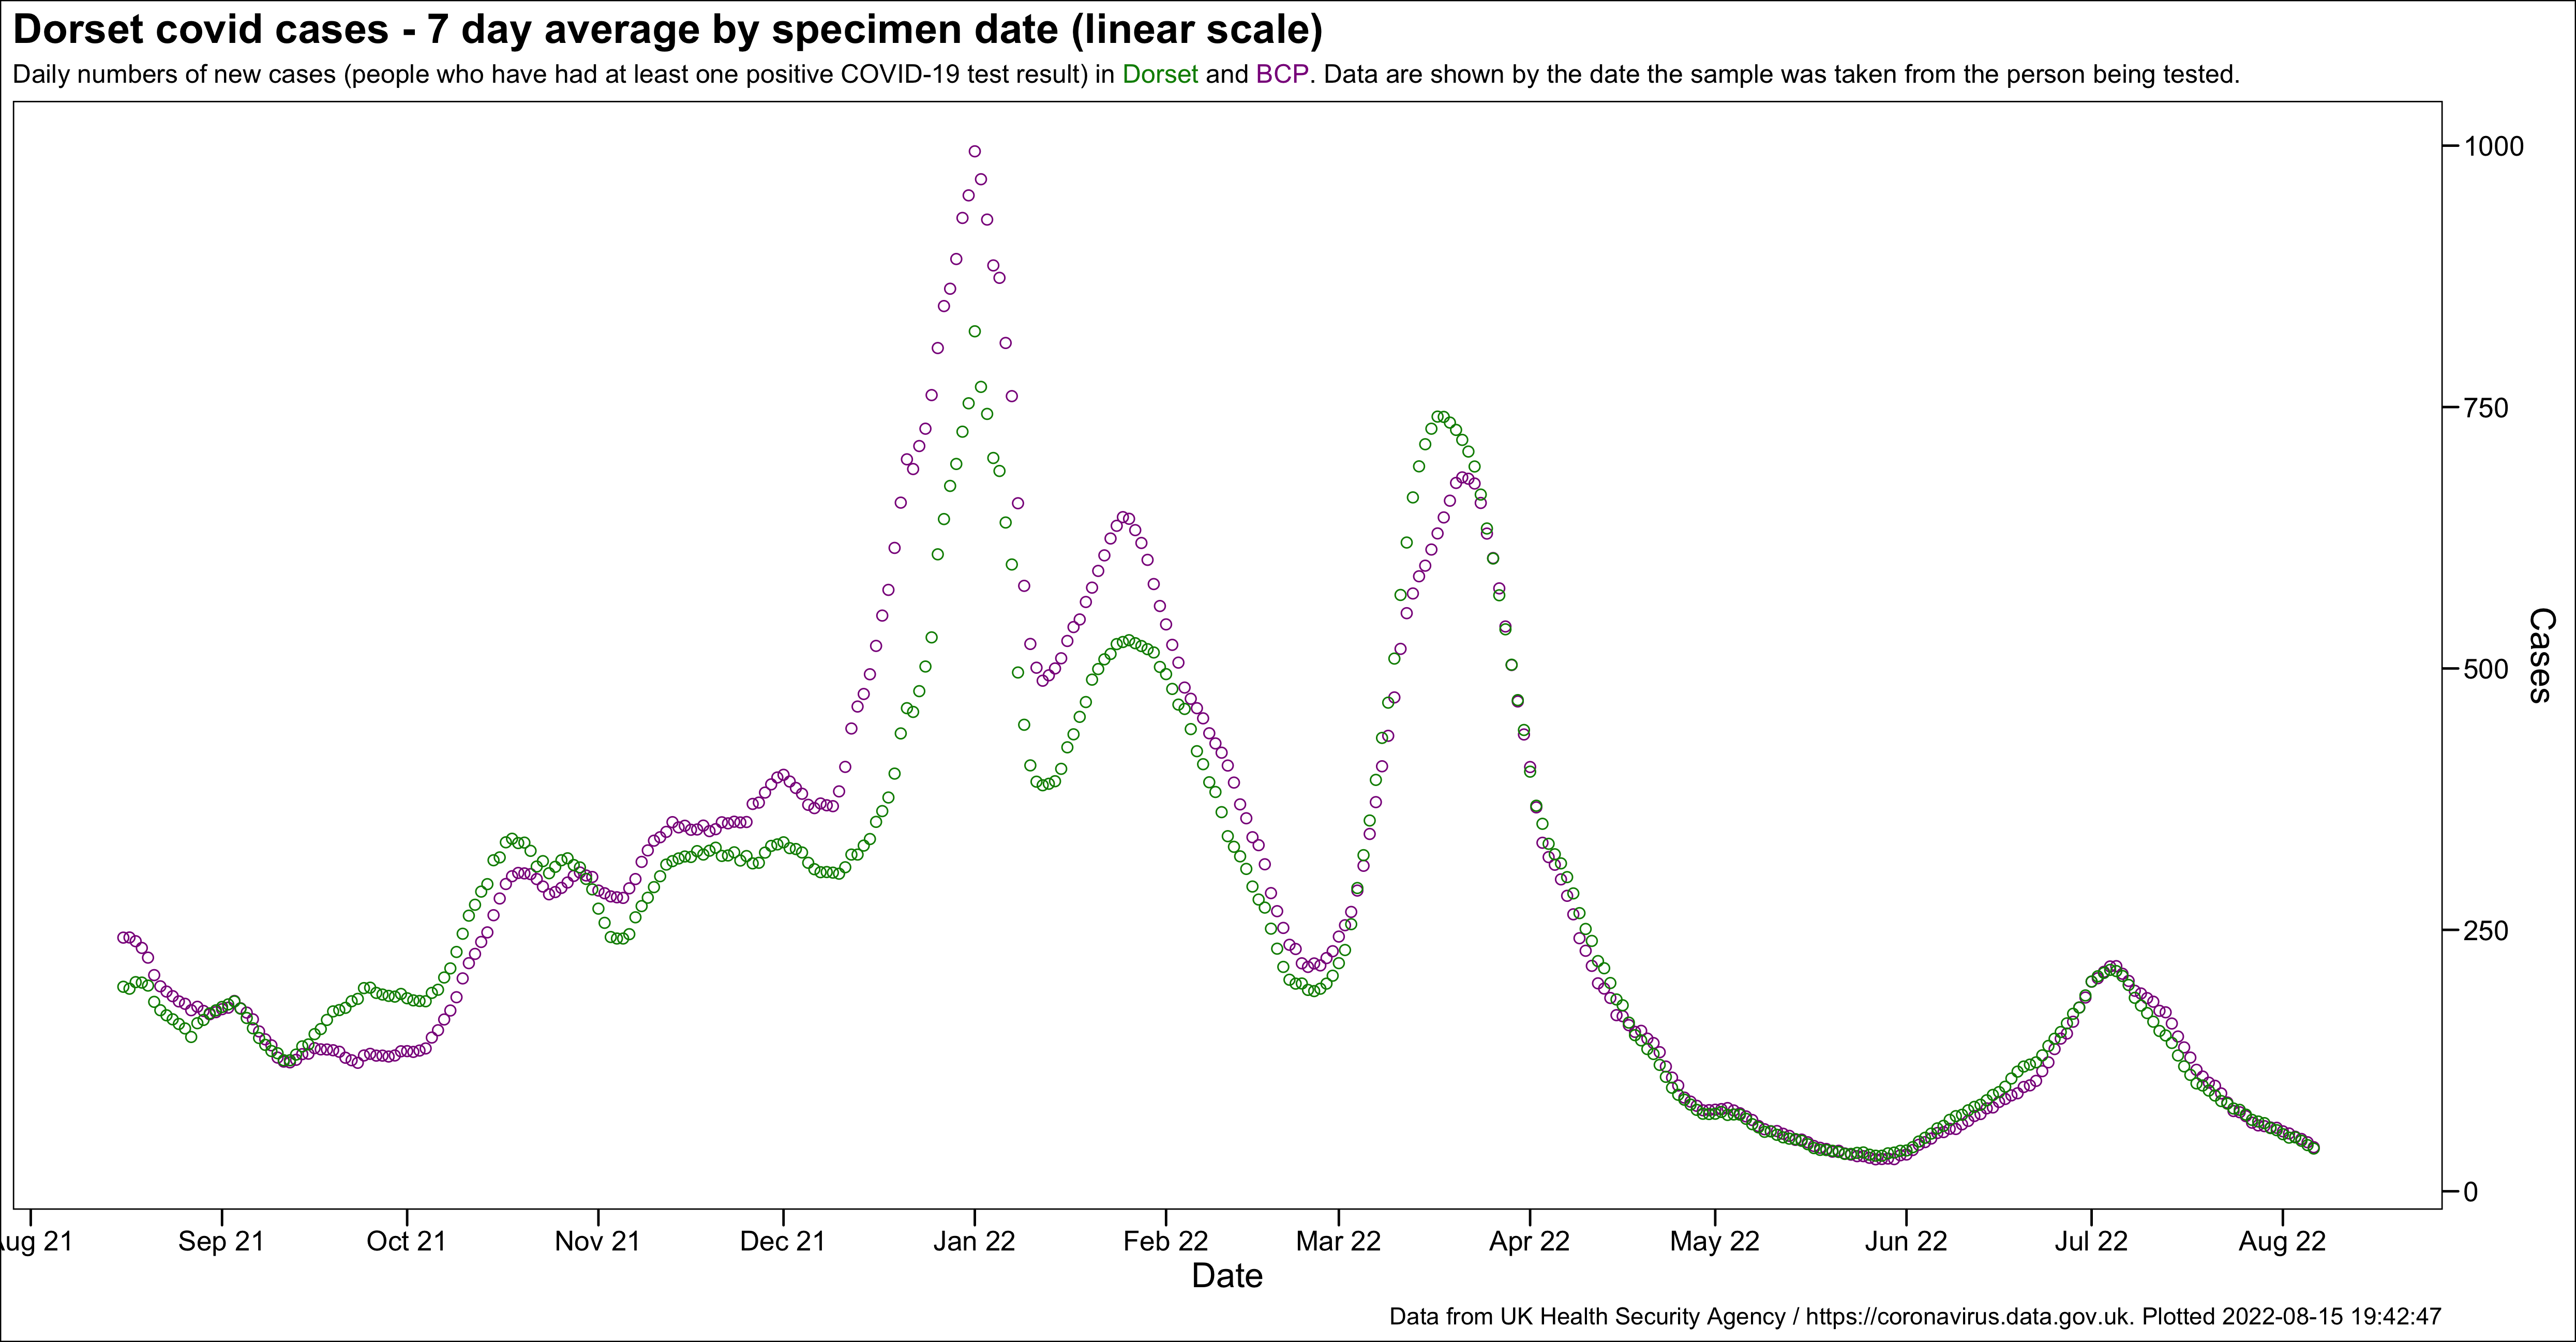 Dorset covid cases - 7 day average by specimen date (linear scale)
Daily numbers of new cases (people who have had at least one positive COVID-19 test result) in Dorset and BCP. Data are shown by the date the sample was taken from the person being tested.
1000
750
500
250
0
Cases
ug 21 Sep 21 Oct 21 Nov 21 Dec 21 Jan 22 Feb 22 Mar 22 Apr 22 May 22 Jun 22 Jul 22 Aug 22
Date
Data from UK Health Security Agency / https://coronavirus.data.gov.uk. Plotted 2022-08-15 19:42:47